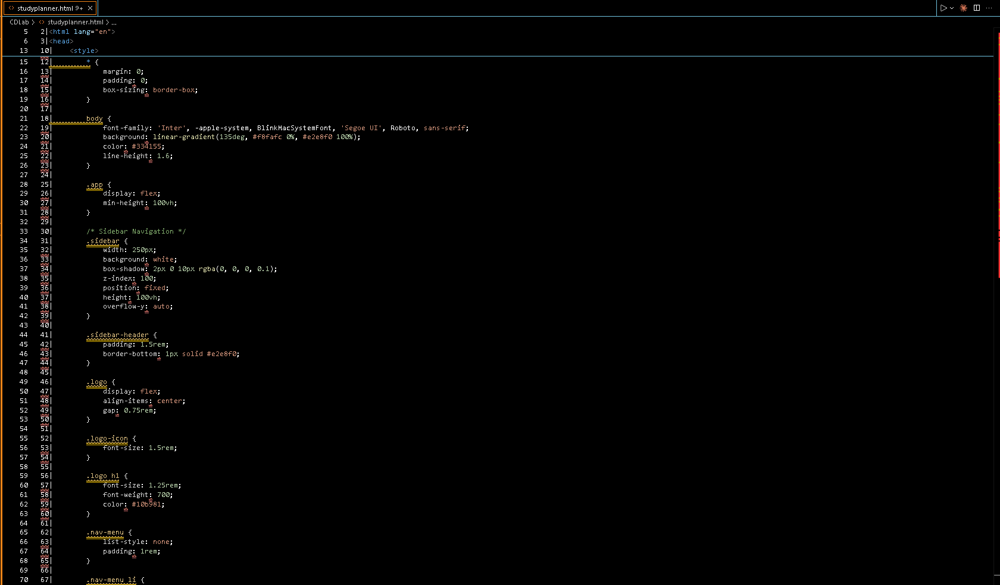 studyplanner.html 9+
CDLab > studyplanner.html > ...
5 2|<html lang="en">
6 3|<head>
13 10|    <style>
15 12|        * {
16 13|            margin: 0;
17 14|            padding: 0;
18 15|            box-sizing: border-box;
19 16|        }
20 17|
21 18|        body {
22 19|            font-family: 'Inter', -apple-system, BlinkMacSystemFont, 'Segoe UI', Roboto, sans-serif;
23 20|            background: linear-gradient(135deg, #f8fafc 0%, #e2e8f0 100%);
24 21|            color: #334155;
25 22|            line-height: 1.6;
26 23|        }
27 24|
28 25|        .app {
29 26|            display: flex;
30 27|            min-height: 100vh;
31 28|        }
32 29|
33 30|        /* Sidebar Navigation */
34 31|        .sidebar {
35 32|            width: 250px;
36 33|            background: white;
37 34|            box-shadow: 2px 0 10px rgba(0, 0, 0, 0.1);
38 35|            z-index: 100;
39 36|            position: fixed;
40 37|            height: 100vh;
41 38|            overflow-y: auto;
42 39|        }
43 40|
44 41|        .sidebar-header {
45 42|            padding: 1.5rem;
46 43|            border-bottom: 1px solid #e2e8f0;
47 44|        }
48 45|
49 46|        .logo {
50 47|            display: flex;
51 48|            align-items: center;
52 49|            gap: 0.75rem;
53 50|        }
54 51|
55 52|        .logo-icon {
56 53|            font-size: 1.5rem;
57 54|        }
58 55|
59 56|        .logo h1 {
60 57|            font-size: 1.25rem;
61 58|            font-weight: 700;
62 59|            color: #10b981;
63 60|        }
64 61|
65 62|        .nav-menu {
66 63|            list-style: none;
67 64|            padding: 1rem;
68 65|        }
69 66|
70 67|        .nav-menu li {